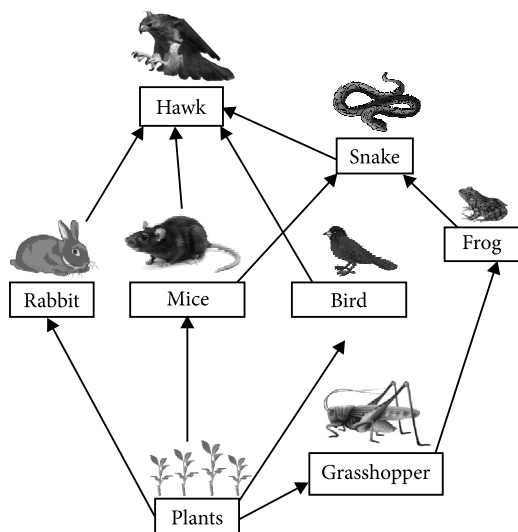 Hawk
Snake
Frog
Rabbit
Mice
Bird
Grasshopper
Plants